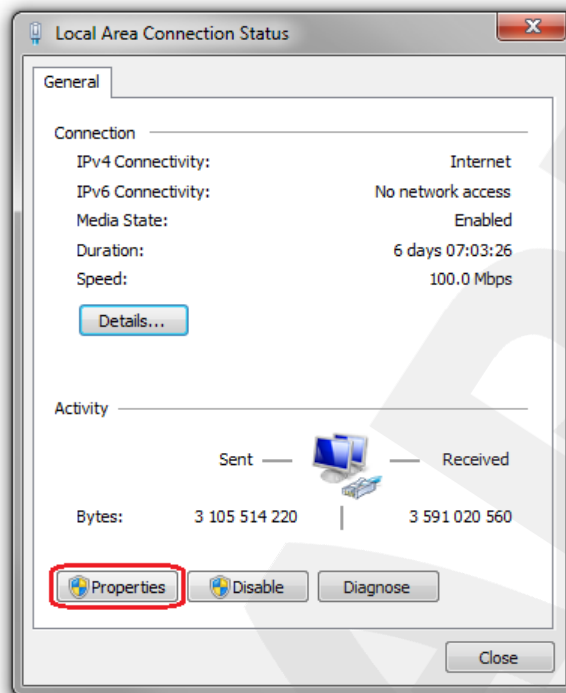 Local Area Connection Status
General
Connection
IPv4 Connectivity: Internet
IPv6 Connectivity: No network access
Media State: Enabled
Duration: 6 days 07:03:26
Speed: 100.0 Mbps
Details...
Activity
Sent Received
Bytes: 3 105 514 220 3 591 020 560
Properties Disable Diagnose
Close